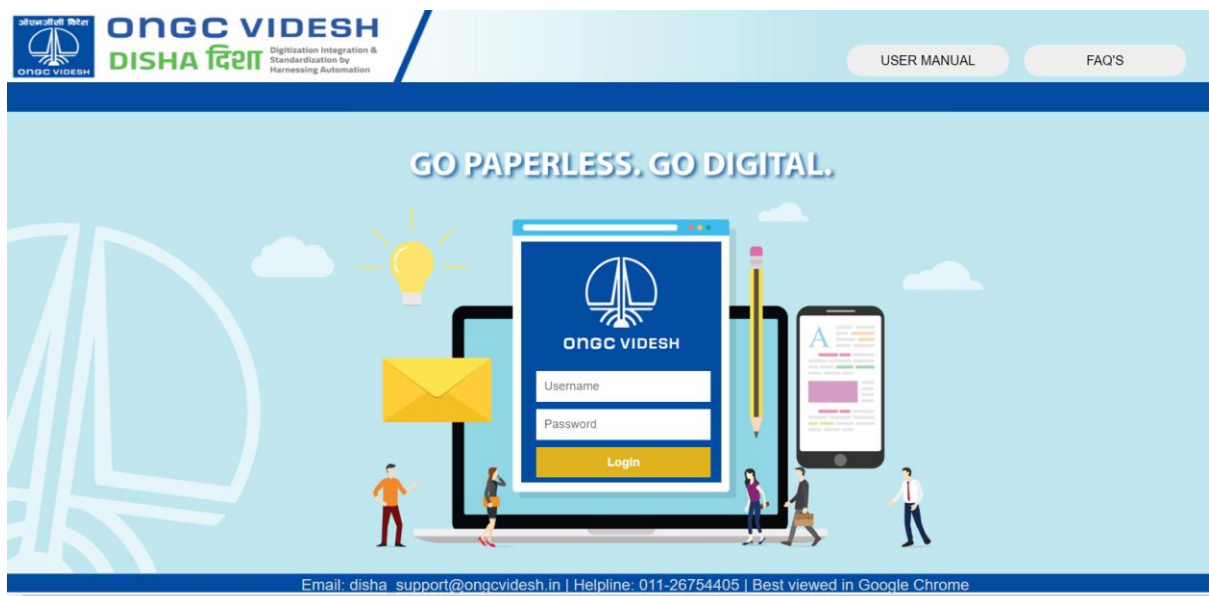 ओएनजीसी विदेश
ONGC VIDESH
ONGC VIDESH
DISHA दिशा
Digitization Integration &
Standardization by
Harnessing Automation
USER MANUAL
FAQ'S
GO PAPERLESS. GO DIGITAL.
ONGC VIDESH
A
Username
Password
Login
Email: disha_support@ongcvidesh.in | Helpline: 011-26754405 | Best viewed in Google Chrome